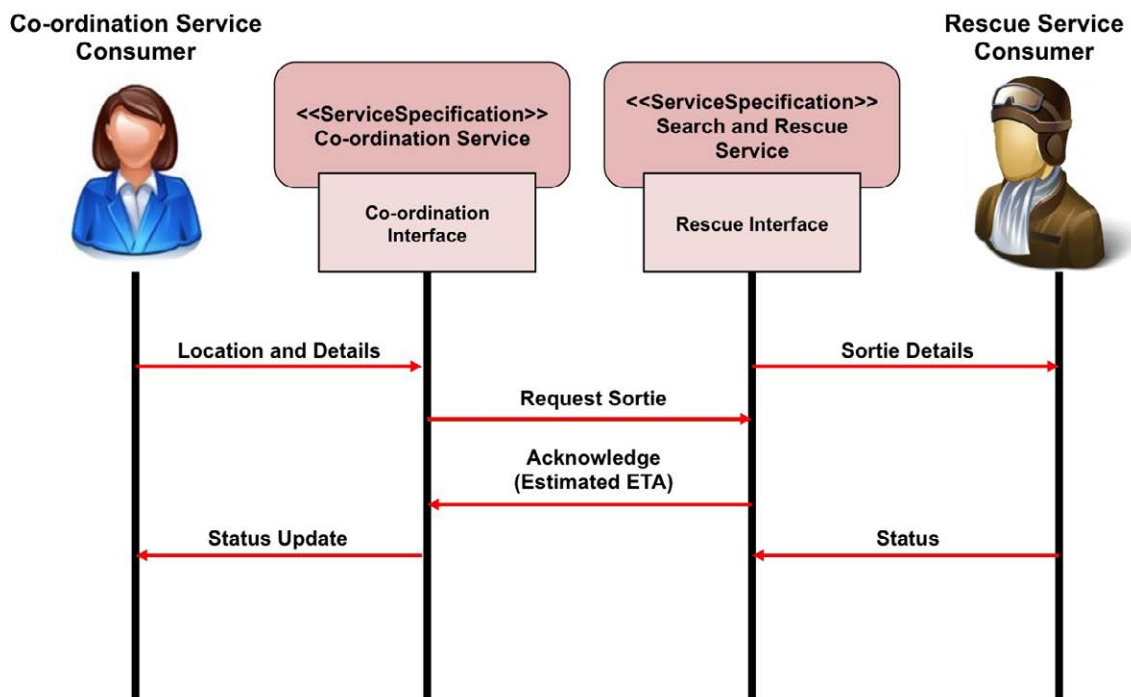 Co-ordination Service
Consumer
Rescue Service
Consumer
<<ServiceSpecification>>
Co-ordination Service
<<ServiceSpecification>>
Search and Rescue
Service
Co-ordination
Interface
Rescue Interface
Location and Details
Sortie Details
Request Sortie
Acknowledge
(Estimated ETA)
Status Update
Status